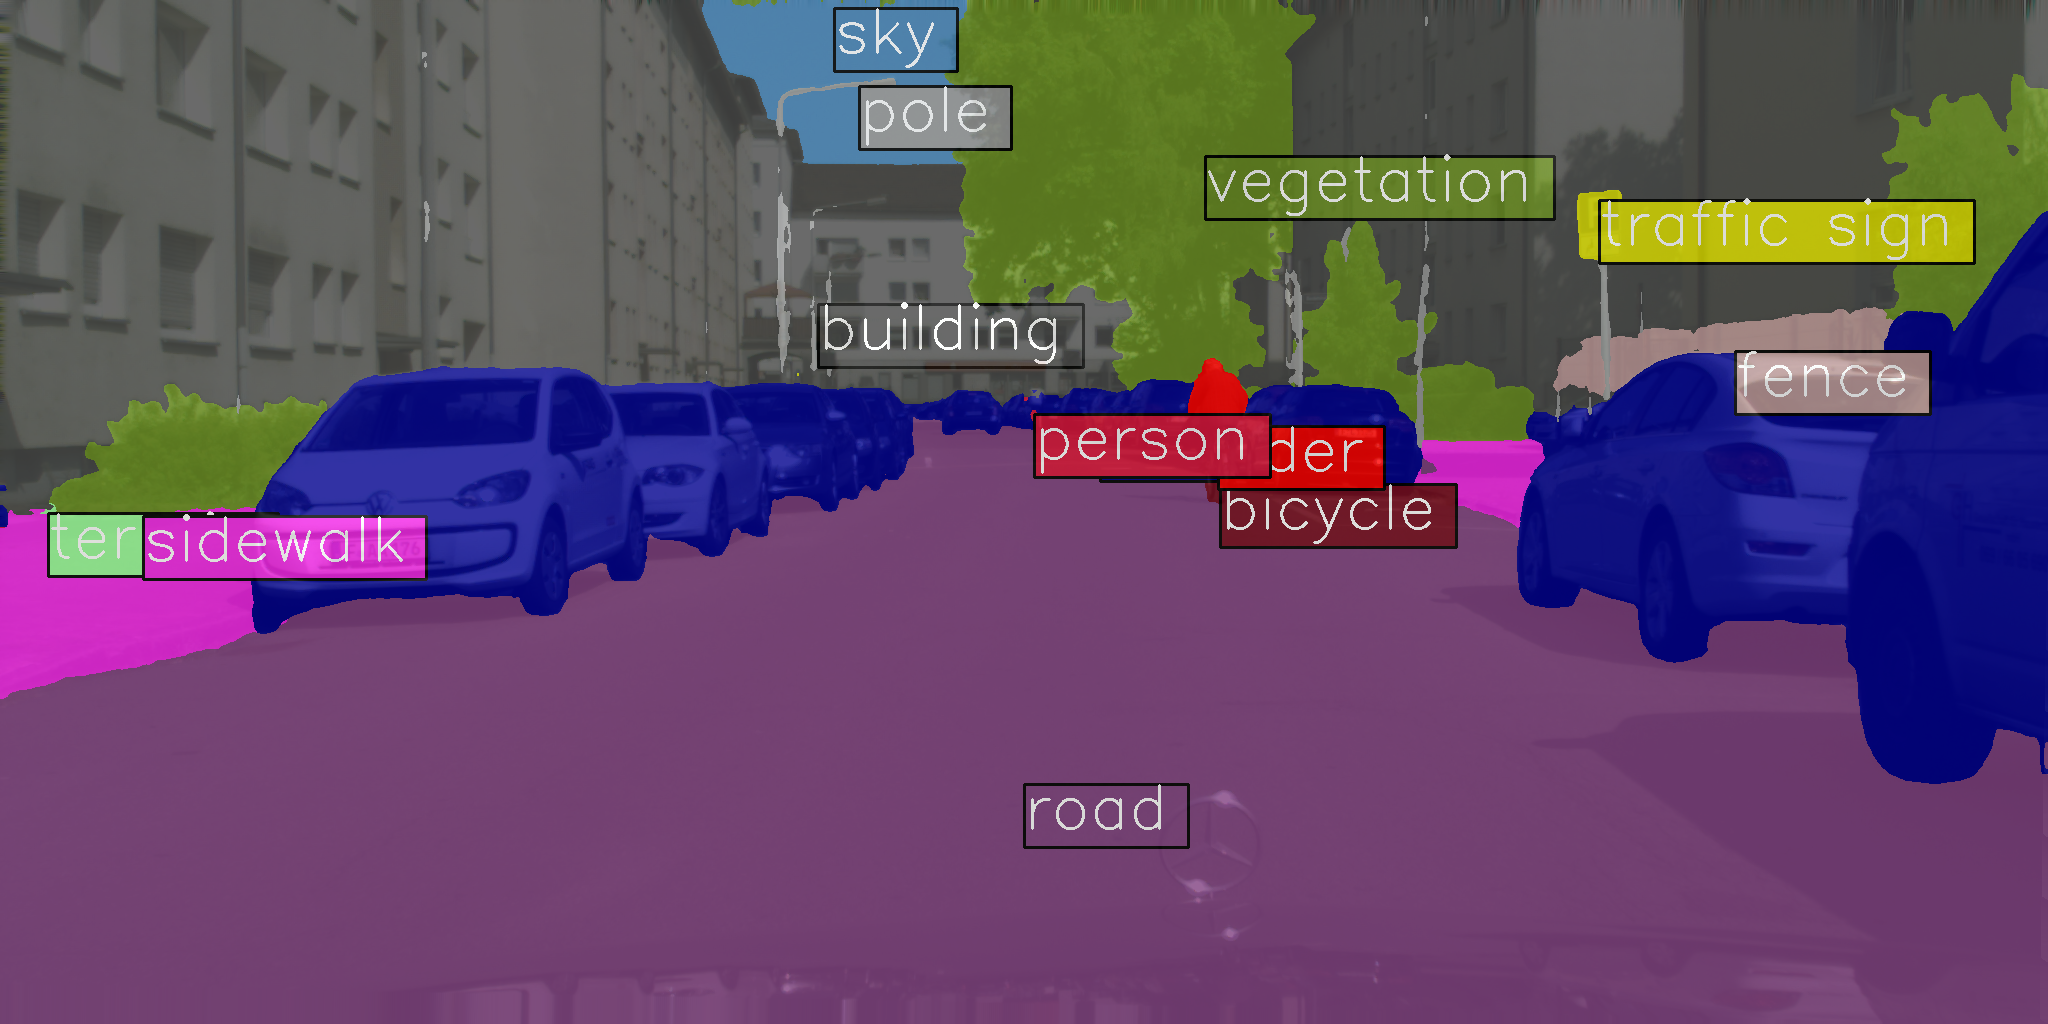 sky
pole
vegetation
traffic sign
building
fence
person
der
bicycle
ter
sidewalk
road